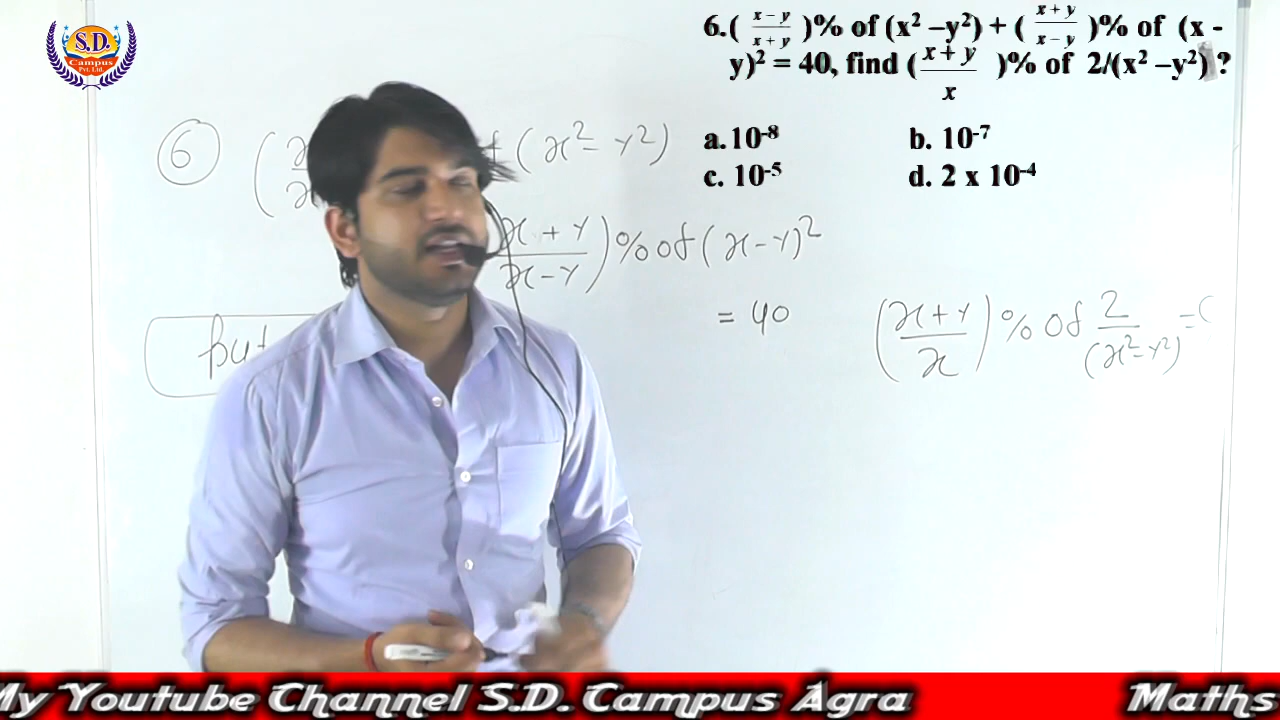 S.D.
Campus
Pvt. Ltd.
6.( x – y / x + y )% of (x² –y²) + ( x + y / x – y )% of (x -
y)² = 40, find ( x + y / x )% of 2/(x² –y²) ?
a. 10⁻⁸ b. 10⁻⁷
c. 10⁻⁵ d. 2 x 10⁻⁴
6 (x² – y²)
(x + y / x – y)% of (x – y)²
= 40
(x + y / x)% of 2 / (x² – y²) =
My Youtube Channel S.D. Campus Agra Maths